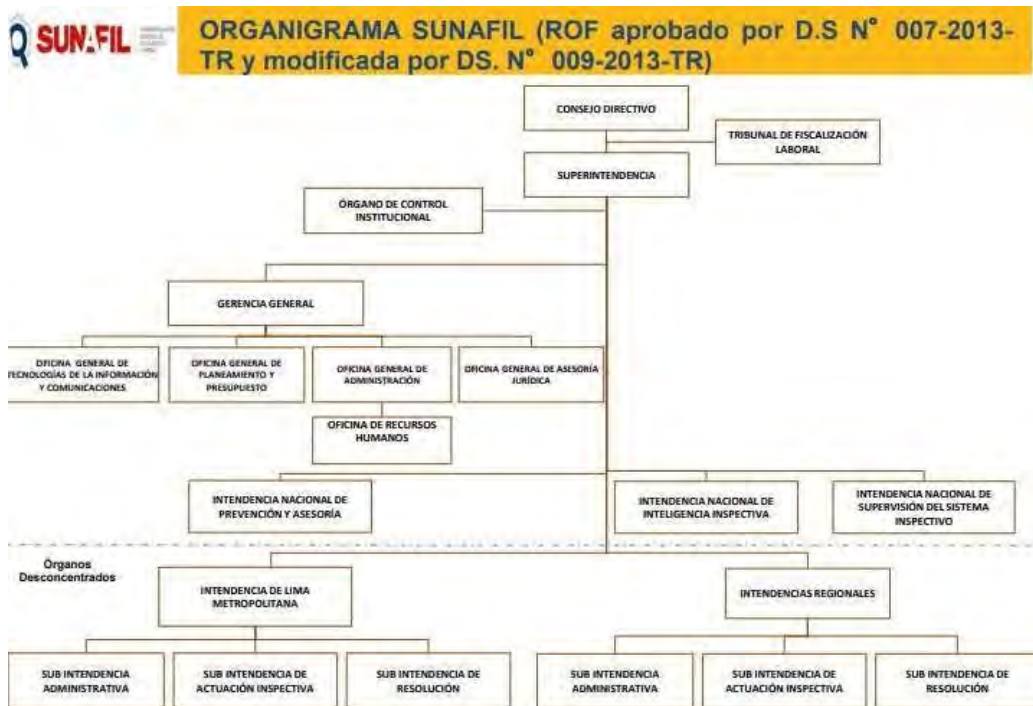 SUNAFIL
ORGANIGRAMA SUNAFIL (ROF aprobado por D.S N° 007-2013-
TR y modificada por DS. N° 009-2013-TR)
CONSEJO DIRECTIVO
TRIBUNAL DE FISCALIZACIÓN
LABORAL
SUPERINTENDENCIA
ÓRGANO DE CONTROL
INSTITUCIONAL
GERENCIA GENERAL
OFICINA GENERAL DE
TECNOLOGÍAS DE LA INFORMACIÓN
Y COMUNICACIONES
OFICINA GENERAL DE
PLANEAMIENTO Y
PRESUPUESTO
OFICINA GENERAL DE
ADMINISTRACIÓN
OFICINA GENERAL DE ASESORÍA
JURÍDICA
OFICINA DE RECURSOS
HUMANOS
INTENDENCIA NACIONAL DE
PREVENCIÓN Y ASESORÍA
INTENDENCIA NACIONAL DE
INTELIGENCIA INSPECTIVA
INTENDENCIA NACIONAL DE
SUPERVISIÓN DEL SISTEMA
INSPECTIVO
Órganos
Desconcentrados
INTENDENCIA DE LIMA
METROPOLITANA
INTENDENCIAS REGIONALES
SUB INTENDENCIA
ADMINISTRATIVA
SUB INTENDENCIA DE
ACTUACIÓN INSPECTIVA
SUB INTENDENCIA DE
RESOLUCIÓN
SUB INTENDENCIA
ADMINISTRATIVA
SUB INTENDENCIA DE
ACTUACIÓN INSPECTIVA
SUB INTENDENCIA DE
RESOLUCIÓN